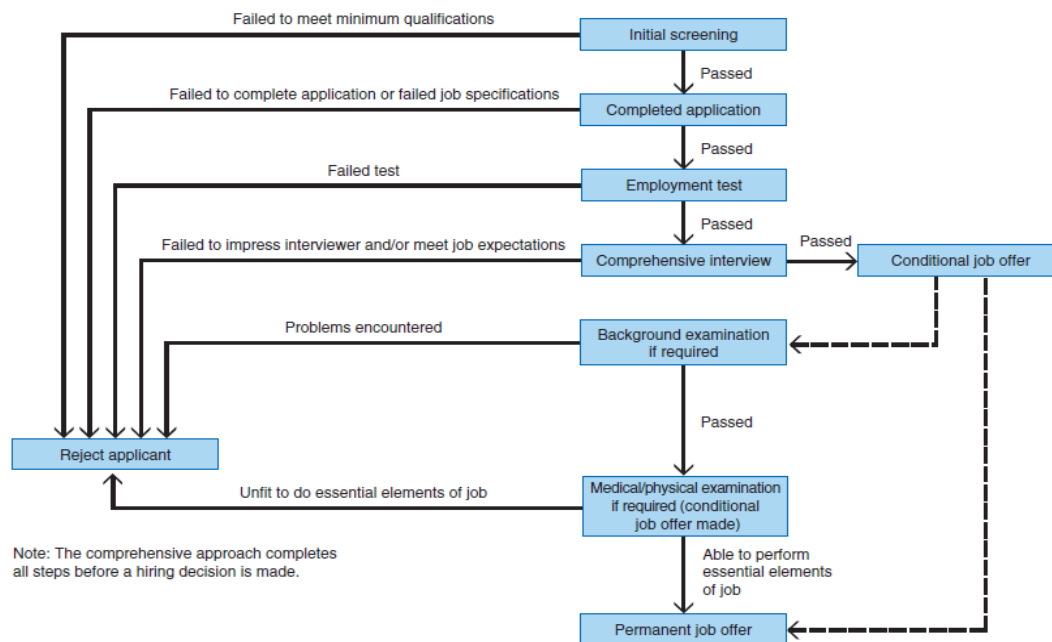 Failed to meet minimum qualifications
Initial screening
Passed
Failed to complete application or failed job specifications
Completed application
Passed
Failed test
Employment test
Passed
Failed to impress interviewer and/or meet job expectations
Comprehensive interview
Passed
Conditional job offer
Problems encountered
Background examination
if required
Passed
Reject applicant
Unfit to do essential elements of job
Medical/physical examination
if required (conditional
job offer made)
Note: The comprehensive approach completes
all steps before a hiring decision is made.
Able to perform
essential elements
of job
Permanent job offer